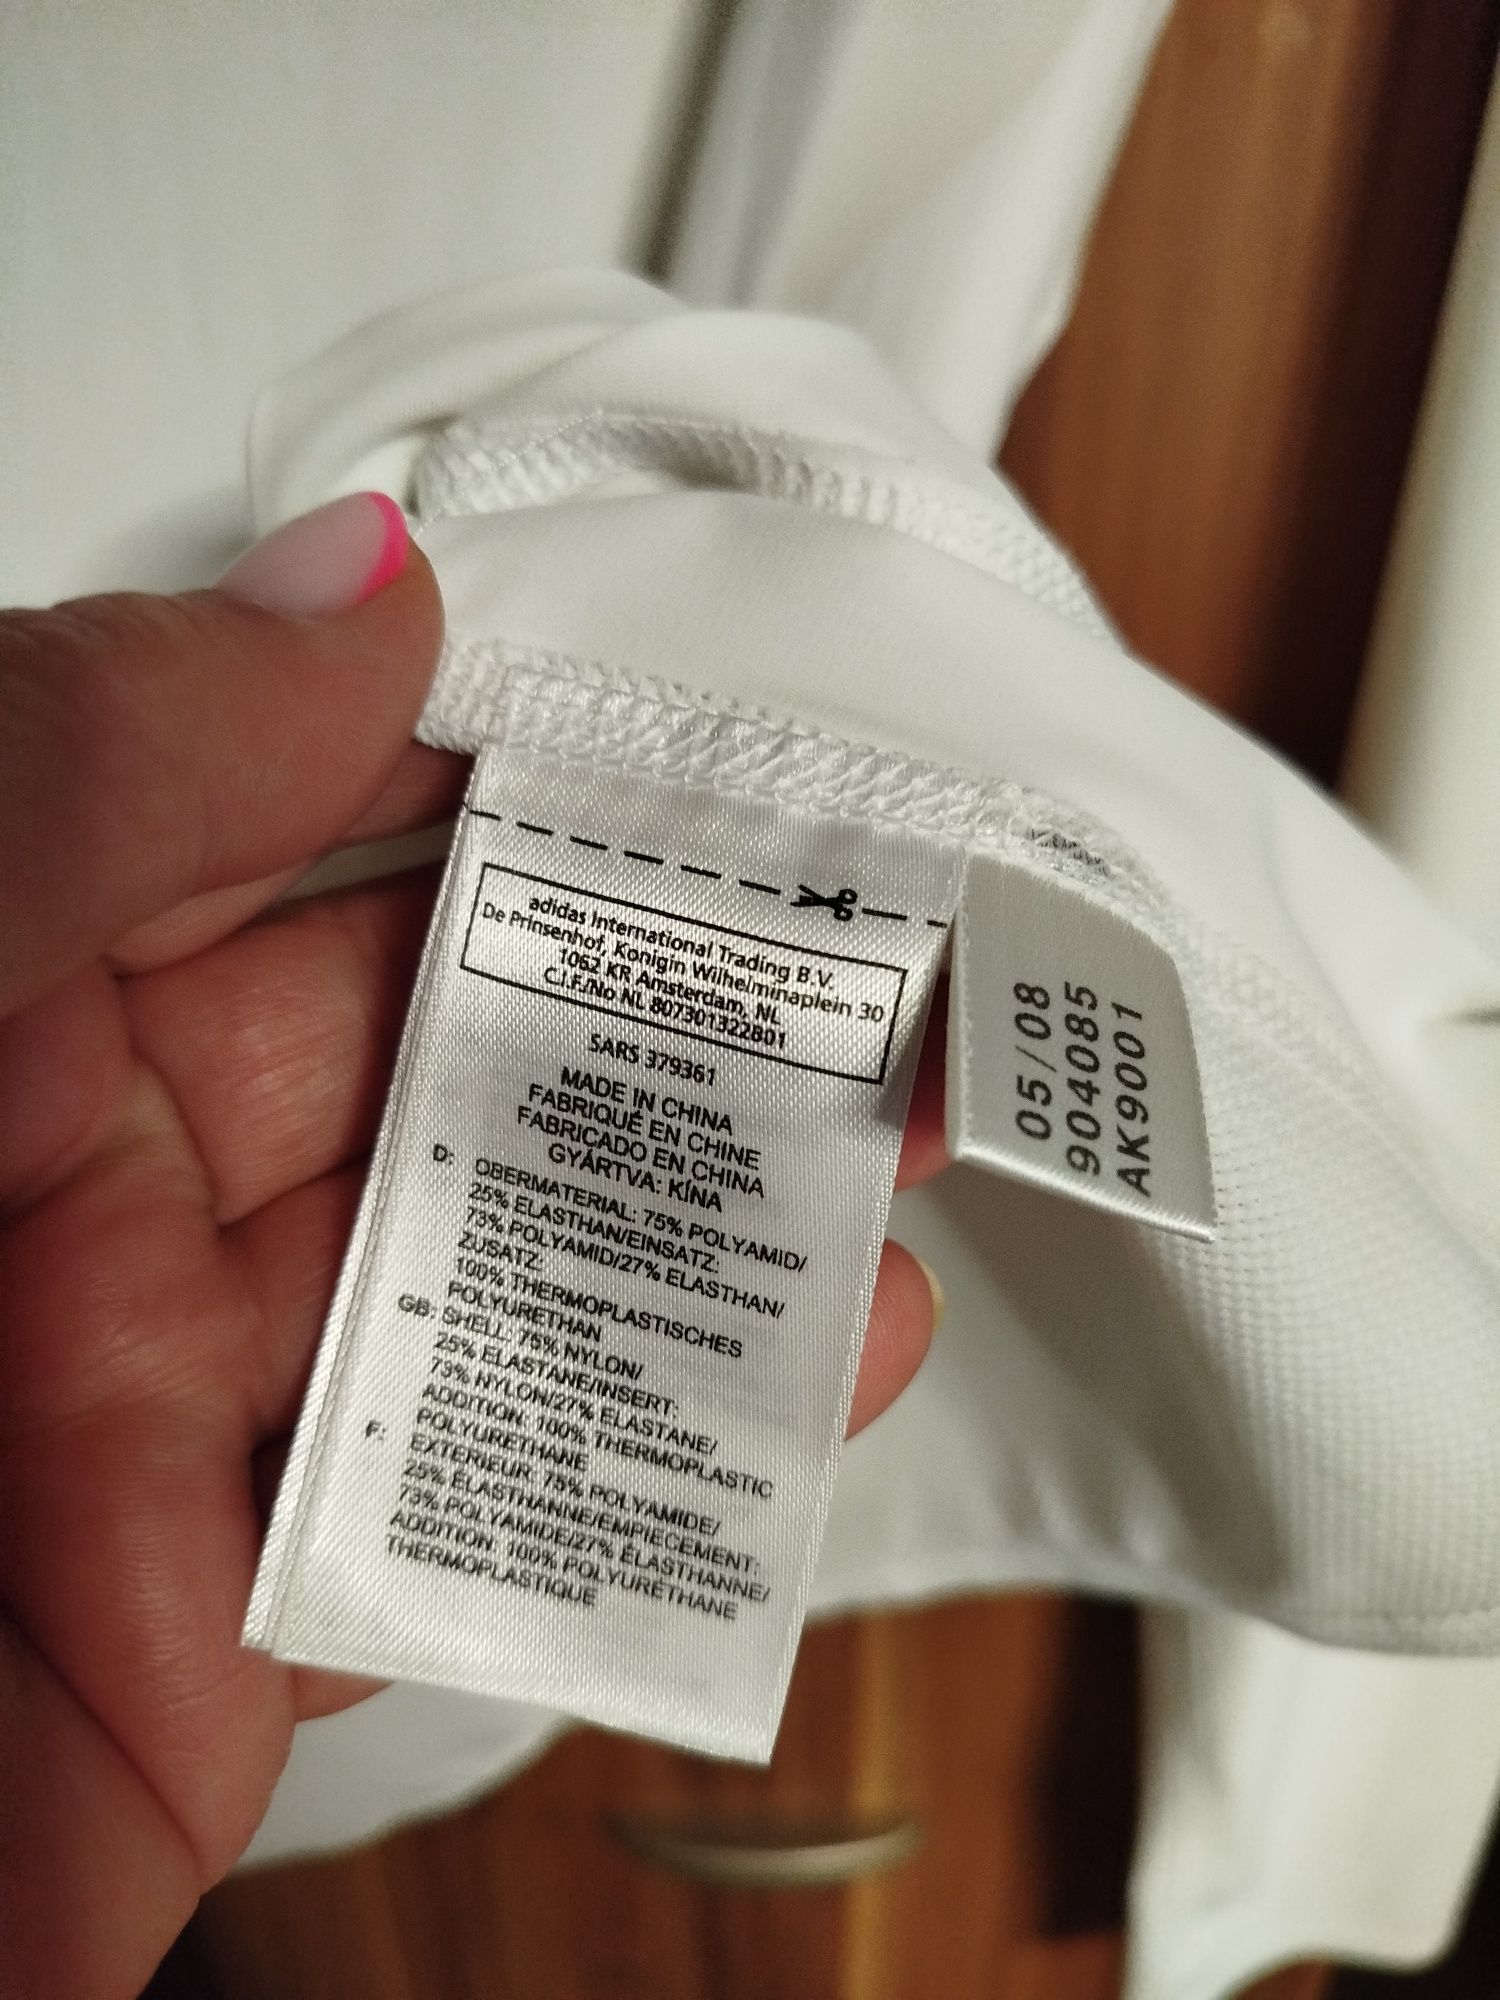 adidas International Trading B.V.
De Prinsenhof, Konigin Wilhelminaplein 30
1062 KR Amsterdam, NL
C.I.F./No NL 807301322B01
SARS 379361
MADE IN CHINA
FABRIQUÉ EN CHINE
FABRICADO EN CHINA
GYÁRTVA: KÍNA
D: OBERMATERIAL: 75% POLYAMID/
25% ELASTHAN/EINSATZ:
73% POLYAMID/27% ELASTHAN/
ZUSATZ:
100% THERMOPLASTISCHES
POLYURETHAN
GB: SHELL: 75% NYLON/
25% ELASTANE/INSERT:
73% NYLON/27% ELASTANE/
ADDITION: 100% THERMOPLASTIC
POLYURETHANE
F: EXTERIEUR: 75% POLYAMIDE/
25% ÉLASTHANNE/EMPIECEMENT:
73% POLYAMIDE/27% ÉLASTHANNE/
ADDITION: 100% POLYURÉTHANE
THERMOPLASTIQUE
05/08
904085
AK9001